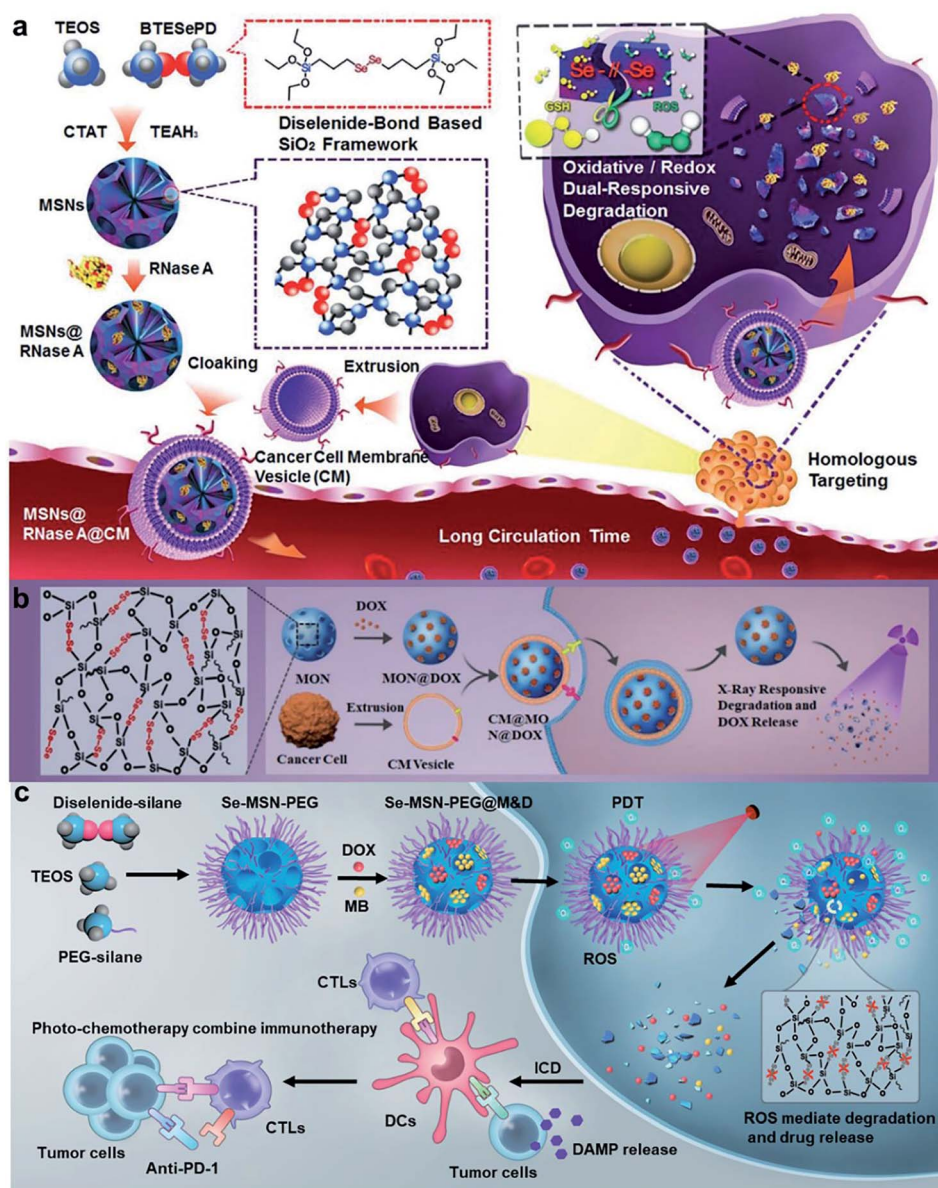 a
TEOS
BTESePD
CTAT
TEAH₃
Diselenide-Bond Based
SiO₂ Framework
MSNs
RNase A
MSNs@
RNase A
Cloaking
Extrusion
Cancer Cell Membrane
Vesicle (CM)
MSNs@
RNase A@CM
Long Circulation Time
Homologous
Targeting
Se-//-Se
GSH
ROS
Oxidative / Redox
Dual-Responsive
Degradation
b
DOX
MON
MON@DOX
Extrusion
Cancer Cell
CM Vesicle
CM@MO
N@DOX
X-Ray Responsive
Degradation and
DOX Release
c
Diselenide-silane
TEOS
PEG-silane
Se-MSN-PEG
DOX
MB
Se-MSN-PEG@M&D
PDT
ROS
ROS mediate degradation
and drug release
ICD
CTLs
DCs
Tumor cells
DAMP release
Photo-chemotherapy combine immunotherapy
Tumor cells
CTLs
Anti-PD-1